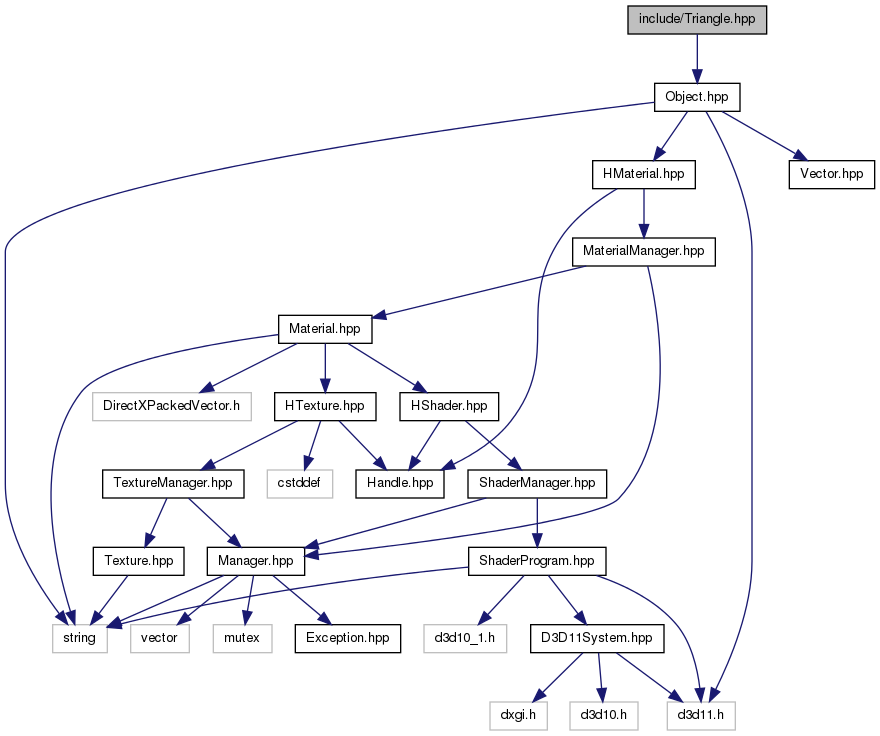 include/Triangle.hpp
Object.hpp
HMaterial.hpp
Vector.hpp
MaterialManager.hpp
Material.hpp
DirectXPackedVector.h
HTexture.hpp
HShader.hpp
TextureManager.hpp
cstddef
Handle.hpp
ShaderManager.hpp
Texture.hpp
Manager.hpp
ShaderProgram.hpp
string
vector
mutex
Exception.hpp
d3d10_1.h
D3D11System.hpp
dxgi.h
d3d10.h
d3d11.h